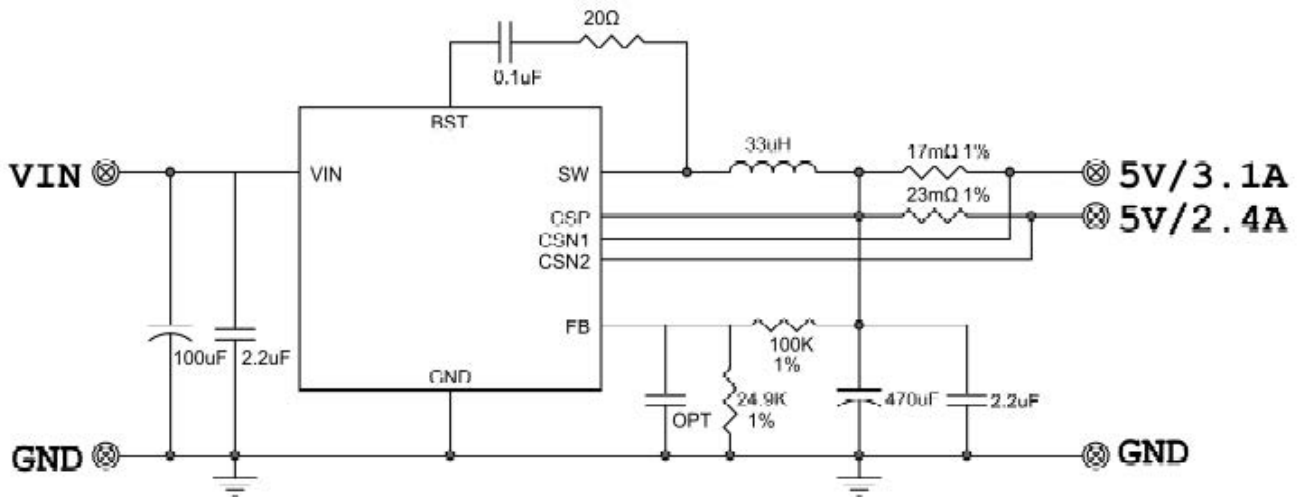 20Ω
0.1uF
BST
33uH
17mΩ 1%
VIN
VIN
SW
5V/3.1A
23mΩ 1%
CSP
5V/2.4A
CSN1
CSN2
FB
100K
1%
100uF
2.2uF
GND
24.9K
1%
OPT
470uF
2.2uF
GND
GND